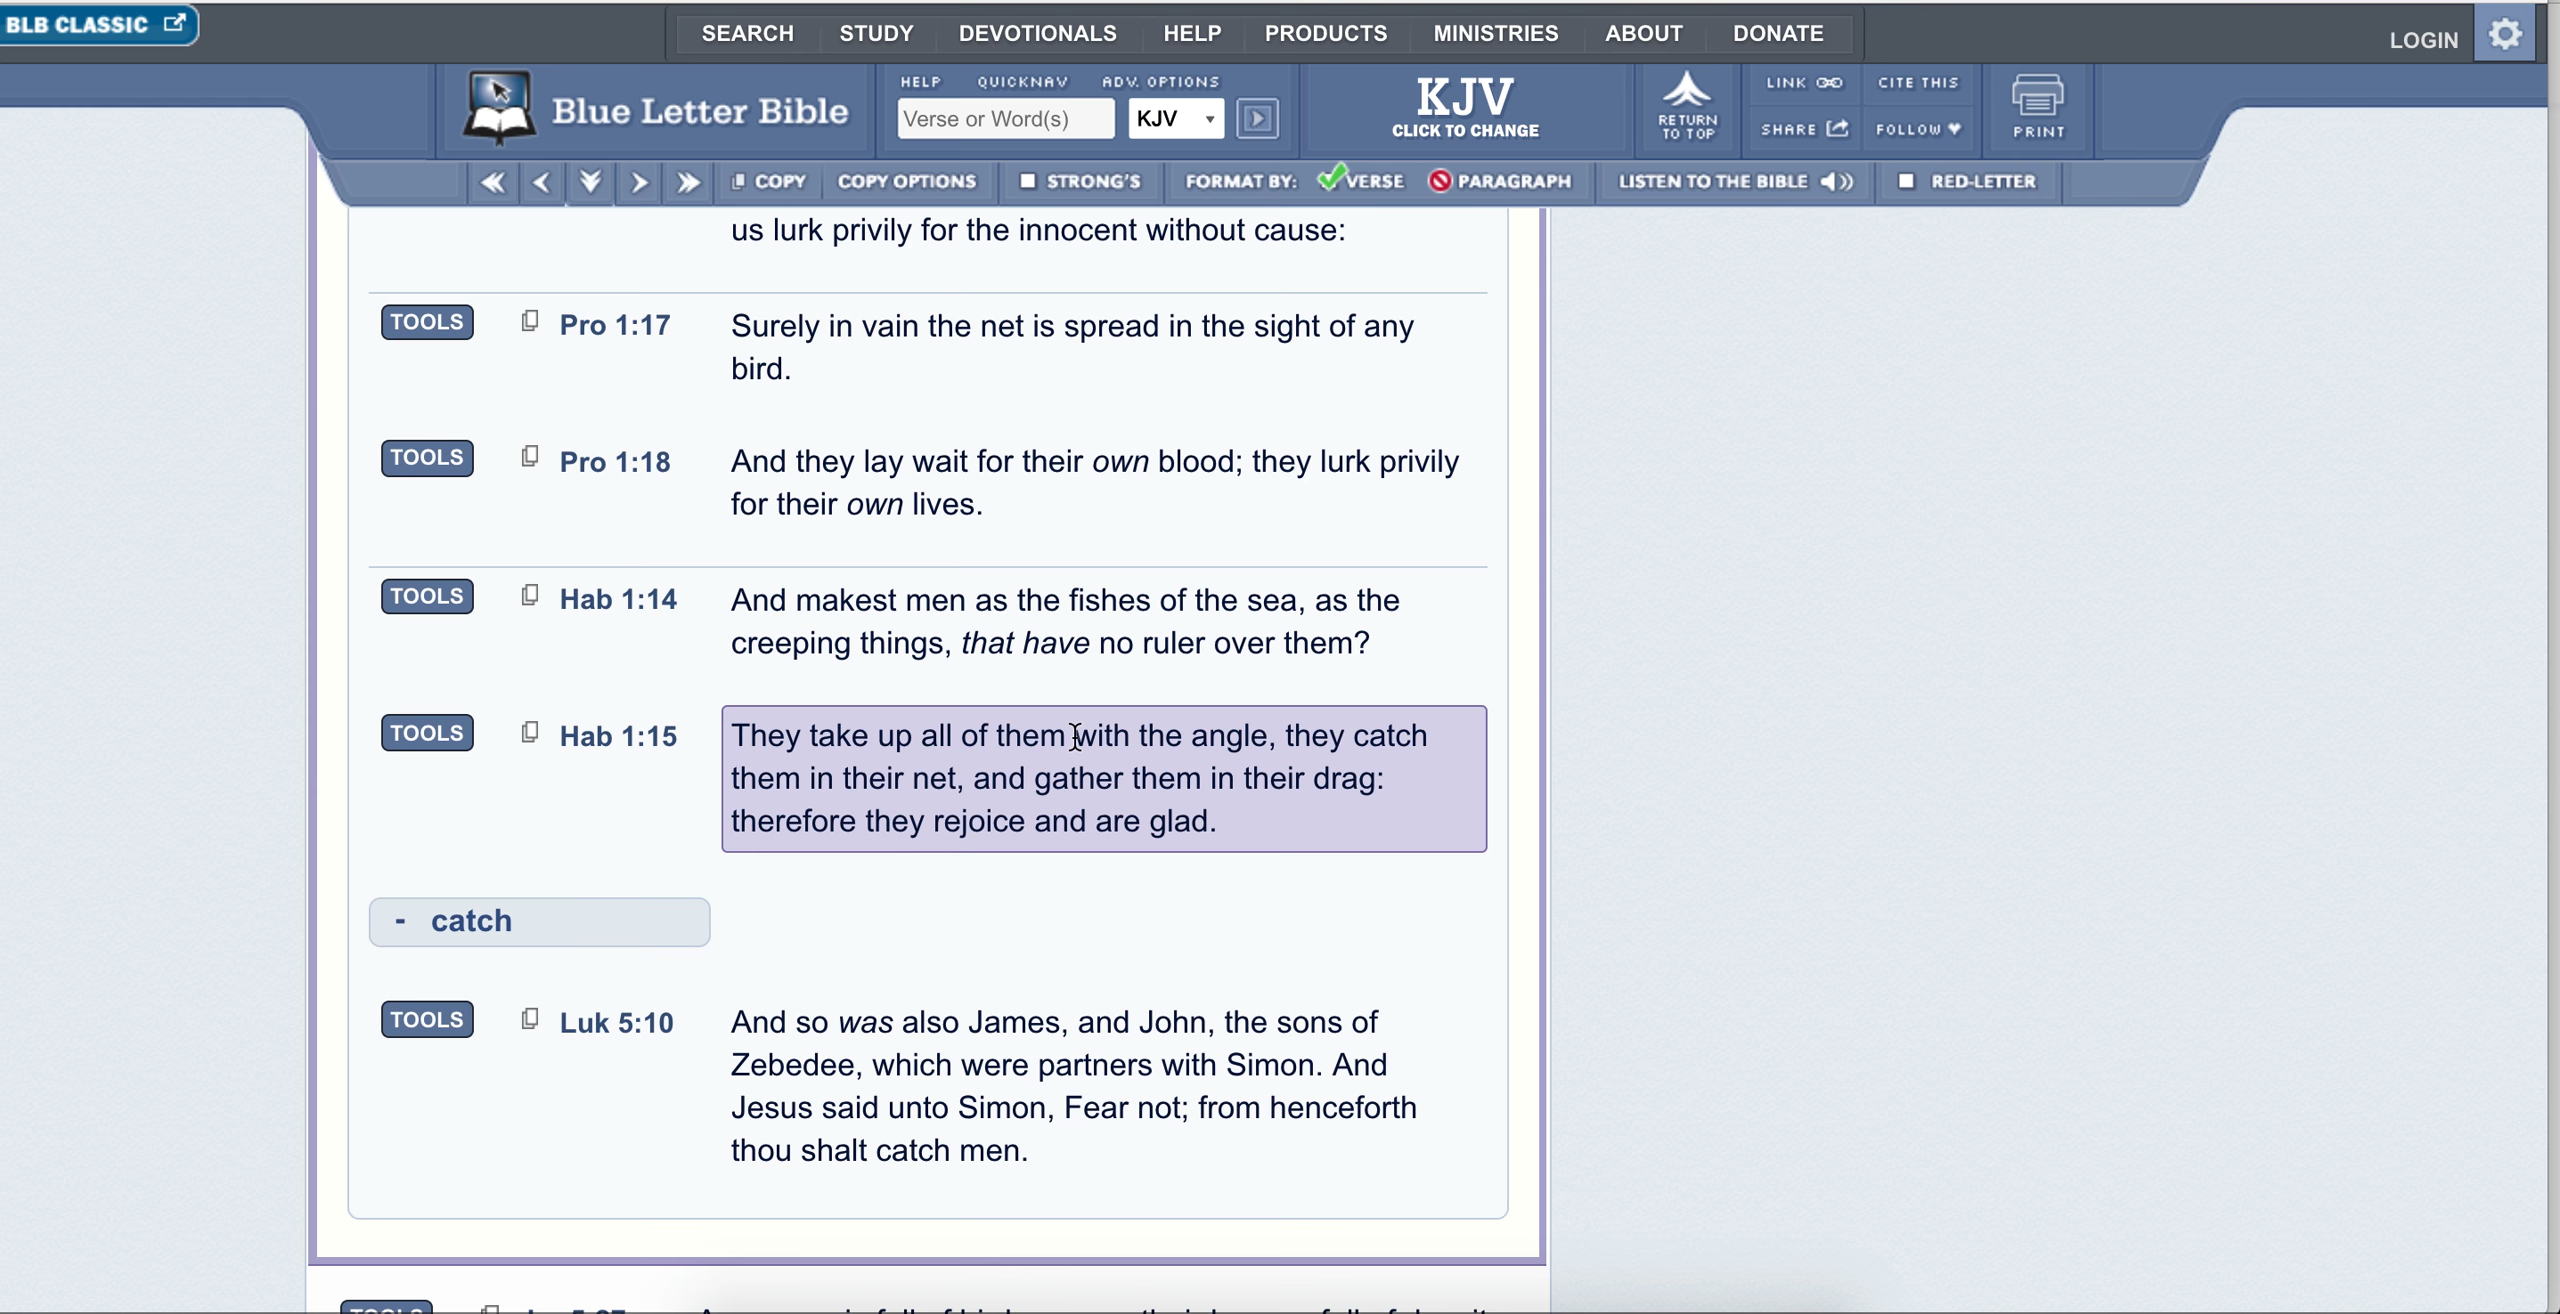 BLB CLASSIC
SEARCH STUDY DEVOTIONALS HELP PRODUCTS MINISTRIES ABOUT DONATE
LOGIN
Blue Letter Bible
HELP QUICKNAV ADV. OPTIONS
Verse or Word(s) KJV
KJV
CLICK TO CHANGE
RETURN
TO TOP
LINK CITE THIS
SHARE FOLLOW
PRINT
COPY COPY OPTIONS STRONG'S FORMAT BY: VERSE PARAGRAPH LISTEN TO THE BIBLE RED-LETTER
us lurk privily for the innocent without cause:
TOOLS Pro 1:17 Surely in vain the net is spread in the sight of any
bird.
TOOLS Pro 1:18 And they lay wait for their own blood; they lurk privily
for their own lives.
TOOLS Hab 1:14 And makest men as the fishes of the sea, as the
creeping things, that have no ruler over them?
TOOLS Hab 1:15 They take up all of them with the angle, they catch
them in their net, and gather them in their drag:
therefore they rejoice and are glad.
- catch
TOOLS Luk 5:10 And so was also James, and John, the sons of
Zebedee, which were partners with Simon. And
Jesus said unto Simon, Fear not; from henceforth
thou shalt catch men.